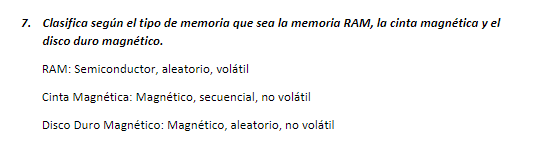 7. Clasifica según el tipo de memoria que sea la memoria RAM, la cinta magnética y el
disco duro magnético.
RAM: Semiconductor, aleatorio, volátil
Cinta Magnética: Magnético, secuencial, no volátil
Disco Duro Magnético: Magnético, aleatorio, no volátil